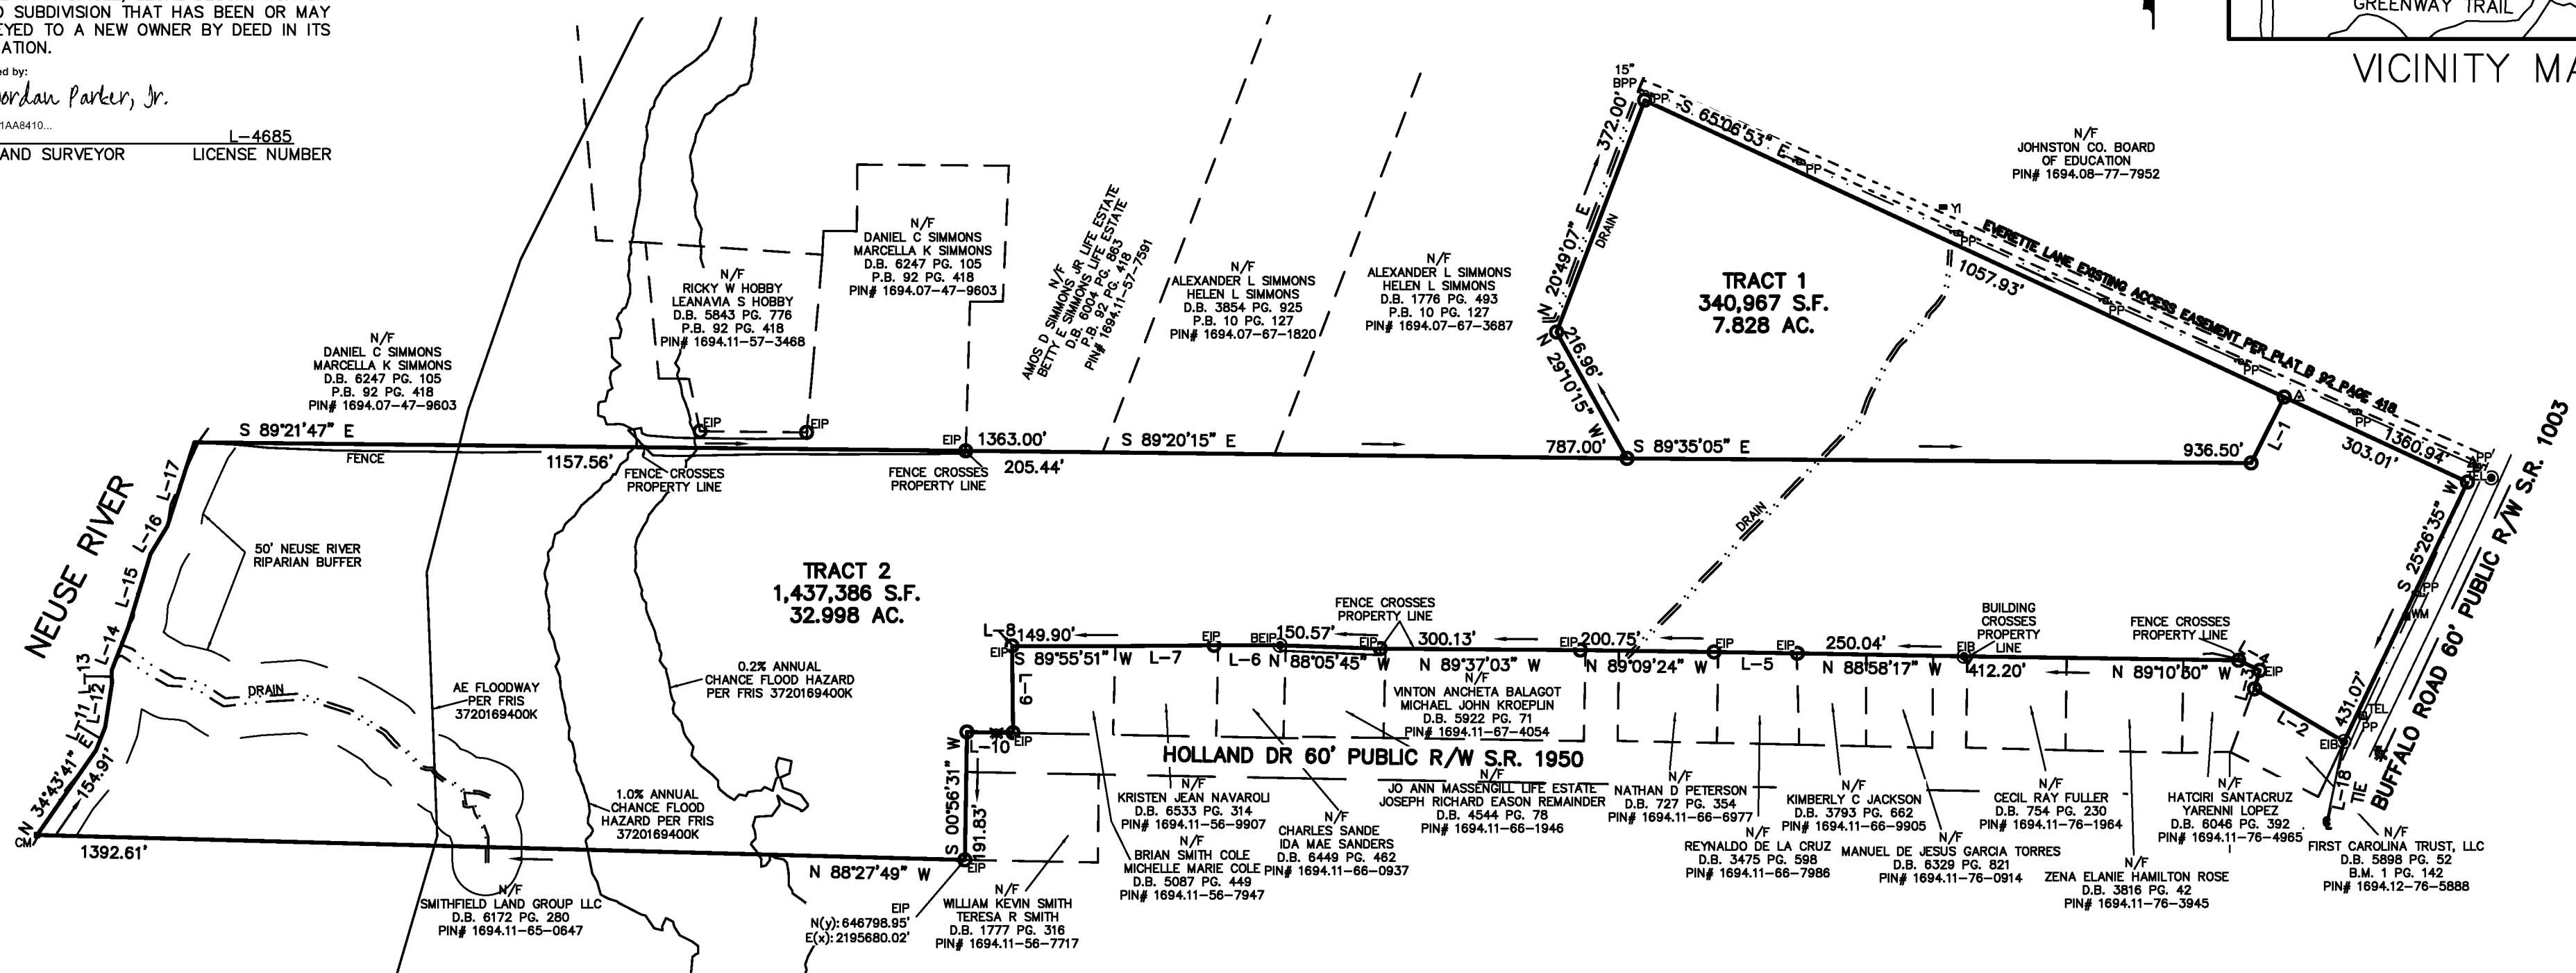 O SUBDIVISION THAT HAS BEEN OR MAY
EYED TO A NEW OWNER BY DEED IN ITS
ATION.
ed by:
ordan Parker, Jr.
1AA8410...
L-4685
AND SURVEYOR LICENSE NUMBER
GREENWAY TRAIL
VICINITY MA
N/F
JOHNSTON CO. BOARD
OF EDUCATION
PIN# 1694.08-77-7952
15"
BPP
PP
S 65°06'53" E
PP
YI
PP
1057.93'
PP
PP
EVERETTE LANE EXISTING ACCESS EASEMENT PER PLAT B 92 PAGE 418
PP
1360.94'
303.01'
PP
TEL
372.00'
N 20°49'07" E
DRAIN
TRACT 1
340,967 S.F.
7.828 AC.
216.96'
N 29°10'15" W
L-1
N/F
DANIEL C SIMMONS
MARCELLA K SIMMONS
D.B. 6247 PG. 105
P.B. 92 PG. 418
PIN# 1694.07-47-9603
N/F
RICKY W HOBBY
LEANAVIA S HOBBY
D.B. 5843 PG. 776
P.B. 92 PG. 418
PIN# 1694.11-57-3468
N/F
DANIEL C SIMMONS
MARCELLA K SIMMONS
D.B. 6247 PG. 105
P.B. 92 PG. 418
PIN# 1694.07-47-9603
N/F
AMOS D SIMMONS JR LIFE ESTATE
BETTY E SIMMONS LIFE ESTATE
D.B. 6004 PG. 863
P.B. 92 PG. 418
PIN# 1694.11-57-7591
N/F
ALEXANDER L SIMMONS
HELEN L SIMMONS
D.B. 3854 PG. 925
P.B. 10 PG. 127
PIN# 1694.07-67-1820
N/F
ALEXANDER L SIMMONS
HELEN L SIMMONS
D.B. 1776 PG. 493
P.B. 10 PG. 127
PIN# 1694.07-67-3687
S 89°21'47" E
FENCE
1157.56'
EIP
EIP
FENCE CROSSES
PROPERTY LINE
EIP
1363.00'
FENCE CROSSES
PROPERTY LINE
205.44'
S 89°20'15" E
787.00'
S 89°35'05" E
936.50'
DRAIN
NEUSE RIVER
L-17
L-16
L-15
L-14
L-13
L-12
L-11
N 34°43'41" E
154.91'
CM
50' NEUSE RIVER
RIPARIAN BUFFER
DRAIN
AE FLOODWAY
PER FRIS
3720169400K
TRACT 2
1,437,386 S.F.
32.998 AC.
0.2% ANNUAL
CHANCE FLOOD HAZARD
PER FRIS 3720169400K
1.0% ANNUAL
CHANCE FLOOD
HAZARD PER FRIS
3720169400K
1392.61'
N 88°27'49" W
EIP
EIP
N(y): 646798.95'
E(x): 2195680.02'
S 00°56'31" W
191.83'
L-10
EIP
L-9
EIP
L-8
149.90'
S 89°55'51" W
L-7
EIP
L-6
BEIP
150.57'
N 88°05'45" W
EIP
FENCE CROSSES
PROPERTY LINE
300.13'
N 89°37'03" W
EIP
200.75'
N 89°09'24" W
EIP
L-5
EIP
250.04'
N 88°58'17" W
EIB
BUILDING
CROSSES
PROPERTY
LINE
412.20'
N 89°10'30" W
FENCE CROSSES
PROPERTY LINE
L-4
EIP
L-3
L-2
EIB
431.07'
S 25°26'35" W
PP
WM
TEL
PP
L-18
TIE
BUFFALO ROAD 60' PUBLIC R/W S.R. 1003
N/F
VINTON ANCHETA BALAGOT
MICHAEL JOHN KROEPLIN
D.B. 5922 PG. 71
PIN# 1694.11-67-4054
HOLLAND DR 60' PUBLIC R/W S.R. 1950
N/F
SMITHFIELD LAND GROUP LLC
D.B. 6172 PG. 280
PIN# 1694.11-65-0647
N/F
WILLIAM KEVIN SMITH
TERESA R SMITH
D.B. 1777 PG. 316
PIN# 1694.11-56-7717
N/F
KRISTEN JEAN NAVAROLI
D.B. 6533 PG. 314
PIN# 1694.11-56-9907
N/F
BRIAN SMITH COLE
MICHELLE MARIE COLE
D.B. 5087 PG. 449
PIN# 1694.11-56-7947
N/F
CHARLES SANDE
IDA MAE SANDERS
D.B. 6449 PG. 462
PIN# 1694.11-66-0937
N/F
JO ANN MASSENGILL LIFE ESTATE
JOSEPH RICHARD EASON REMAINDER
D.B. 4544 PG. 78
PIN# 1694.11-66-1946
N/F
NATHAN D PETERSON
D.B. 727 PG. 354
PIN# 1694.11-66-6977
N/F
REYNALDO DE LA CRUZ
D.B. 3475 PG. 598
PIN# 1694.11-66-7986
N/F
KIMBERLY C JACKSON
D.B. 3793 PG. 662
PIN# 1694.11-66-9905
N/F
MANUEL DE JESUS GARCIA TORRES
D.B. 6329 PG. 821
PIN# 1694.11-76-0914
N/F
CECIL RAY FULLER
D.B. 754 PG. 230
PIN# 1694.11-76-1964
N/F
ZENA ELANIE HAMILTON ROSE
D.B. 3816 PG. 42
PIN# 1694.11-76-3945
N/F
HATCIRI SANTACRUZ
YARENNI LOPEZ
D.B. 6046 PG. 392
PIN# 1694.11-76-4965
N/F
FIRST CAROLINA TRUST, LLC
D.B. 5898 PG. 52
B.M. 1 PG. 142
PIN# 1694.12-76-5888